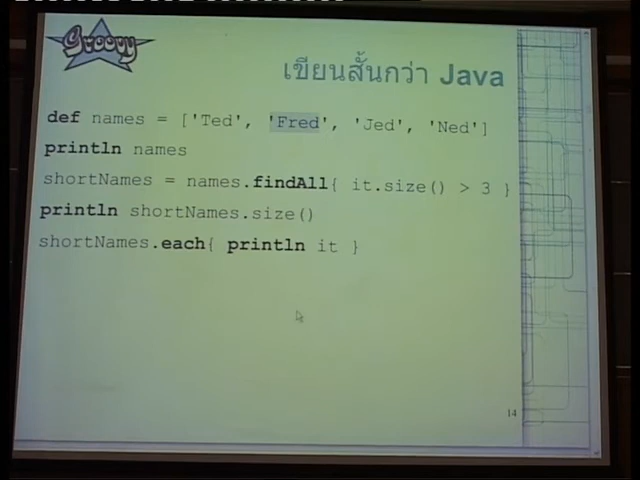 Groovy
เขียนสั้นกว่า Java
def names = ['Ted', 'Fred', 'Jed', 'Ned']
println names
shortNames = names.findAll{ it.size() > 3 }
println shortNames.size()
shortNames.each{ println it }
14